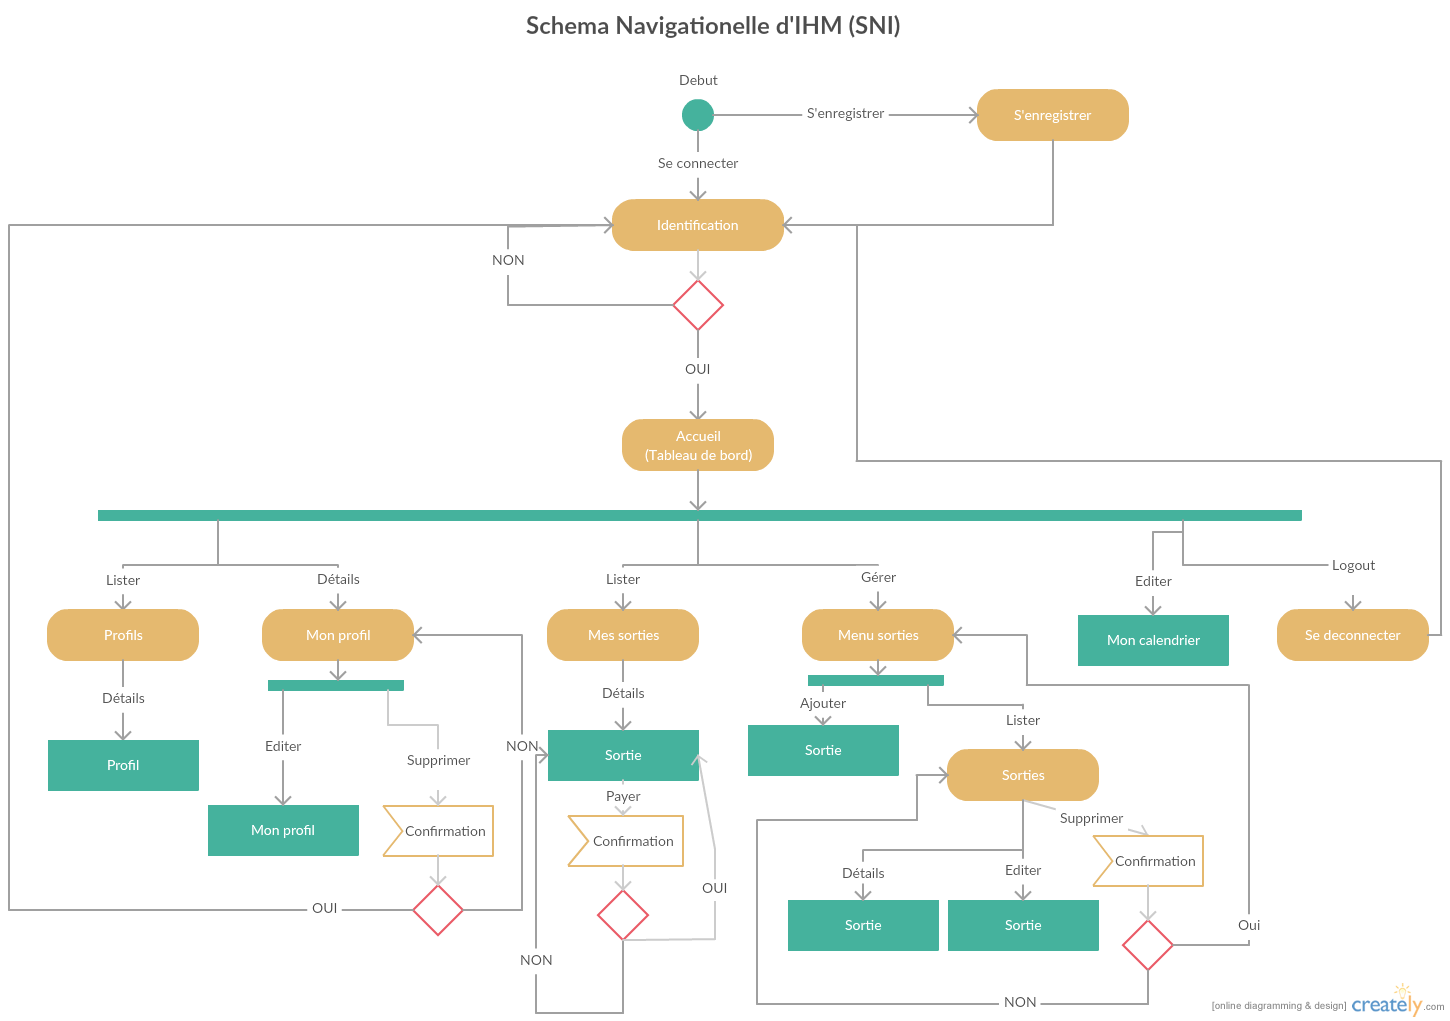 Schema Navigationelle d'IHM (SNI)
Debut
S'enregistrer
S'enregistrer
Se connecter
Identification
NON
OUI
Accueil
(Tableau de bord)
Lister
Détails
Lister
Gérer
Editer
Logout
Profils
Mon profil
Mes sorties
Menu sorties
Mon calendrier
Se deconnecter
Détails
Détails
Ajouter
Lister
Editer
NON
Supprimer
Profil
Sortie
Sortie
Sorties
Payer
Supprimer
Mon profil
Confirmation
Confirmation
Confirmation
Détails
Editer
OUI
OUI
Sortie
Sortie
Oui
NON
NON
[online diagramming & design] creately.com